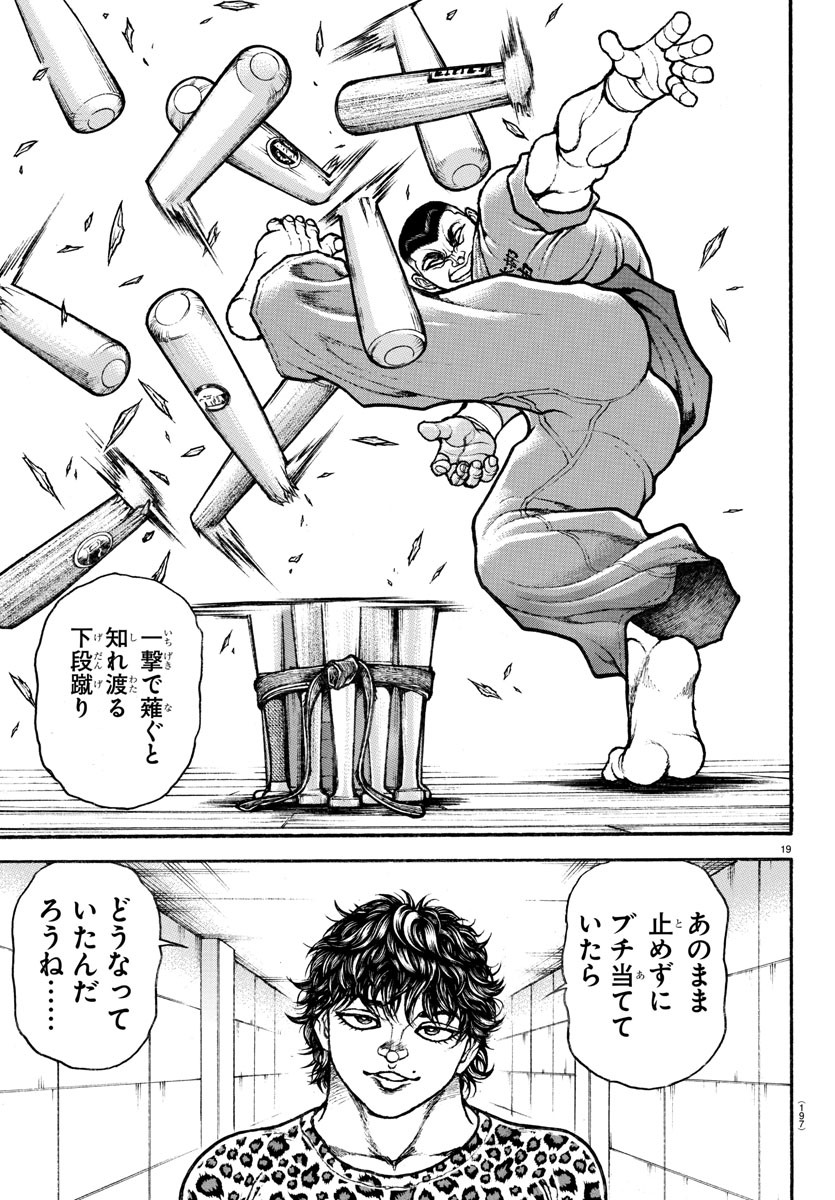 一撃で薙ぐと
知れ渡る
下段蹴り
19
あのまま
止めずに
ブチ当てて
いたら
どうなって
いたんだ
ろうね……
(197)